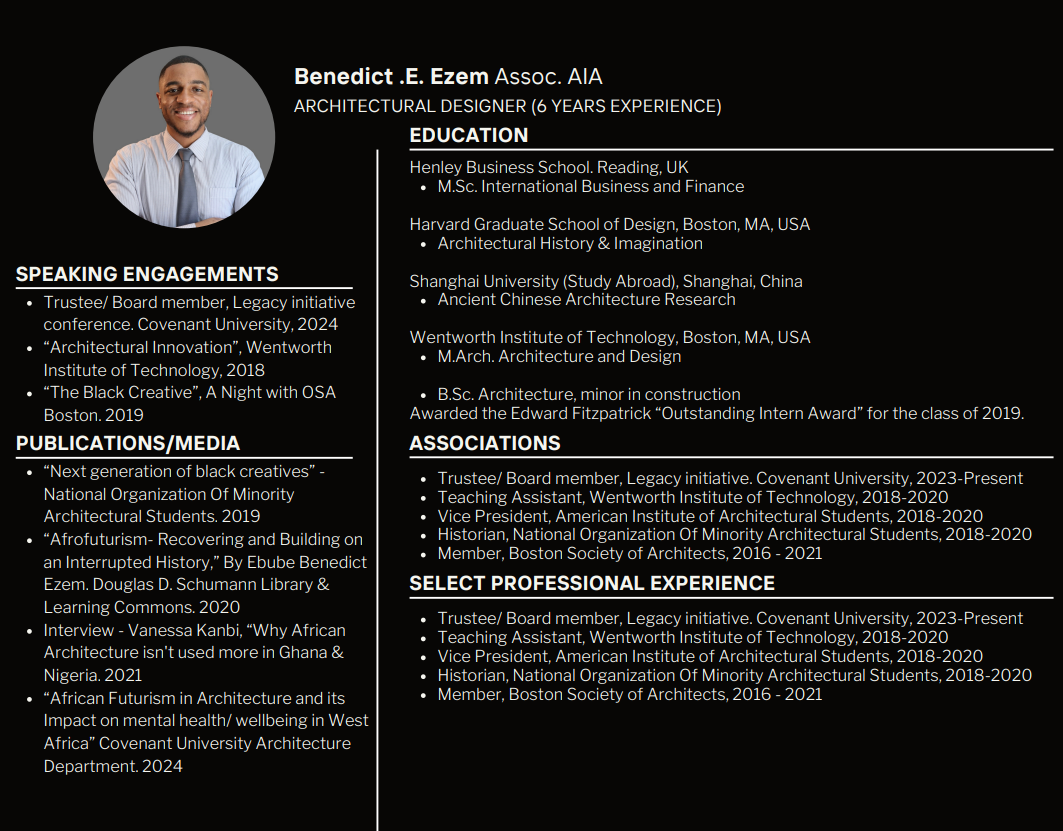 Benedict .E. Ezem Assoc. AIA
ARCHITECTURAL DESIGNER (6 YEARS EXPERIENCE)
SPEAKING ENGAGEMENTS
• Trustee/ Board member, Legacy initiative
conference. Covenant University, 2024
• “Architectural Innovation”, Wentworth
Institute of Technology, 2018
• “The Black Creative”, A Night with OSA
Boston. 2019
PUBLICATIONS/MEDIA
• “Next generation of black creatives” -
National Organization Of Minority
Architectural Students. 2019
• “Afrofuturism- Recovering and Building on
an Interrupted History,” By Ebube Benedict
Ezem. Douglas D. Schumann Library &
Learning Commons. 2020
• Interview - Vanessa Kanbi, “Why African
Architecture isn't used more in Ghana &
Nigeria. 2021
• “African Futurism in Architecture and its
Impact on mental health/ wellbeing in West
Africa” Covenant University Architecture
Department. 2024
EDUCATION
Henley Business School. Reading, UK
• M.Sc. International Business and Finance
Harvard Graduate School of Design, Boston, MA, USA
• Architectural History & Imagination
Shanghai University (Study Abroad), Shanghai, China
• Ancient Chinese Architecture Research
Wentworth Institute of Technology, Boston, MA, USA
• M.Arch. Architecture and Design
• B.Sc. Architecture, minor in construction
Awarded the Edward Fitzpatrick “Outstanding Intern Award” for the class of 2019.
ASSOCIATIONS
• Trustee/ Board member, Legacy initiative. Covenant University, 2023-Present
• Teaching Assistant, Wentworth Institute of Technology, 2018-2020
• Vice President, American Institute of Architectural Students, 2018-2020
• Historian, National Organization Of Minority Architectural Students, 2018-2020
• Member, Boston Society of Architects, 2016 - 2021
SELECT PROFESSIONAL EXPERIENCE
• Trustee/ Board member, Legacy initiative. Covenant University, 2023-Present
• Teaching Assistant, Wentworth Institute of Technology, 2018-2020
• Vice President, American Institute of Architectural Students, 2018-2020
• Historian, National Organization Of Minority Architectural Students, 2018-2020
• Member, Boston Society of Architects, 2016 - 2021